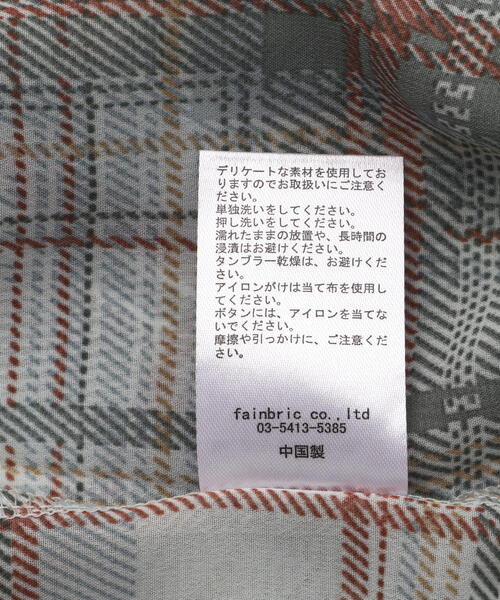 デリケートな素材を使用してお
りますのでお取扱いにご注意く
ださい。
単独洗いをしてください。
押し洗いをしてください。
濡れたままの放置や、長時間の
浸漬はお避けください。
タンブラー乾燥は、お避けくだ
さい。
アイロンがけは当て布を使用し
てください。
ボタンには、アイロンを当てな
いでください。
摩擦や引っかけに、ご注意くだ
さい。
fainbric co.,ltd
03-5413-5385
中国製